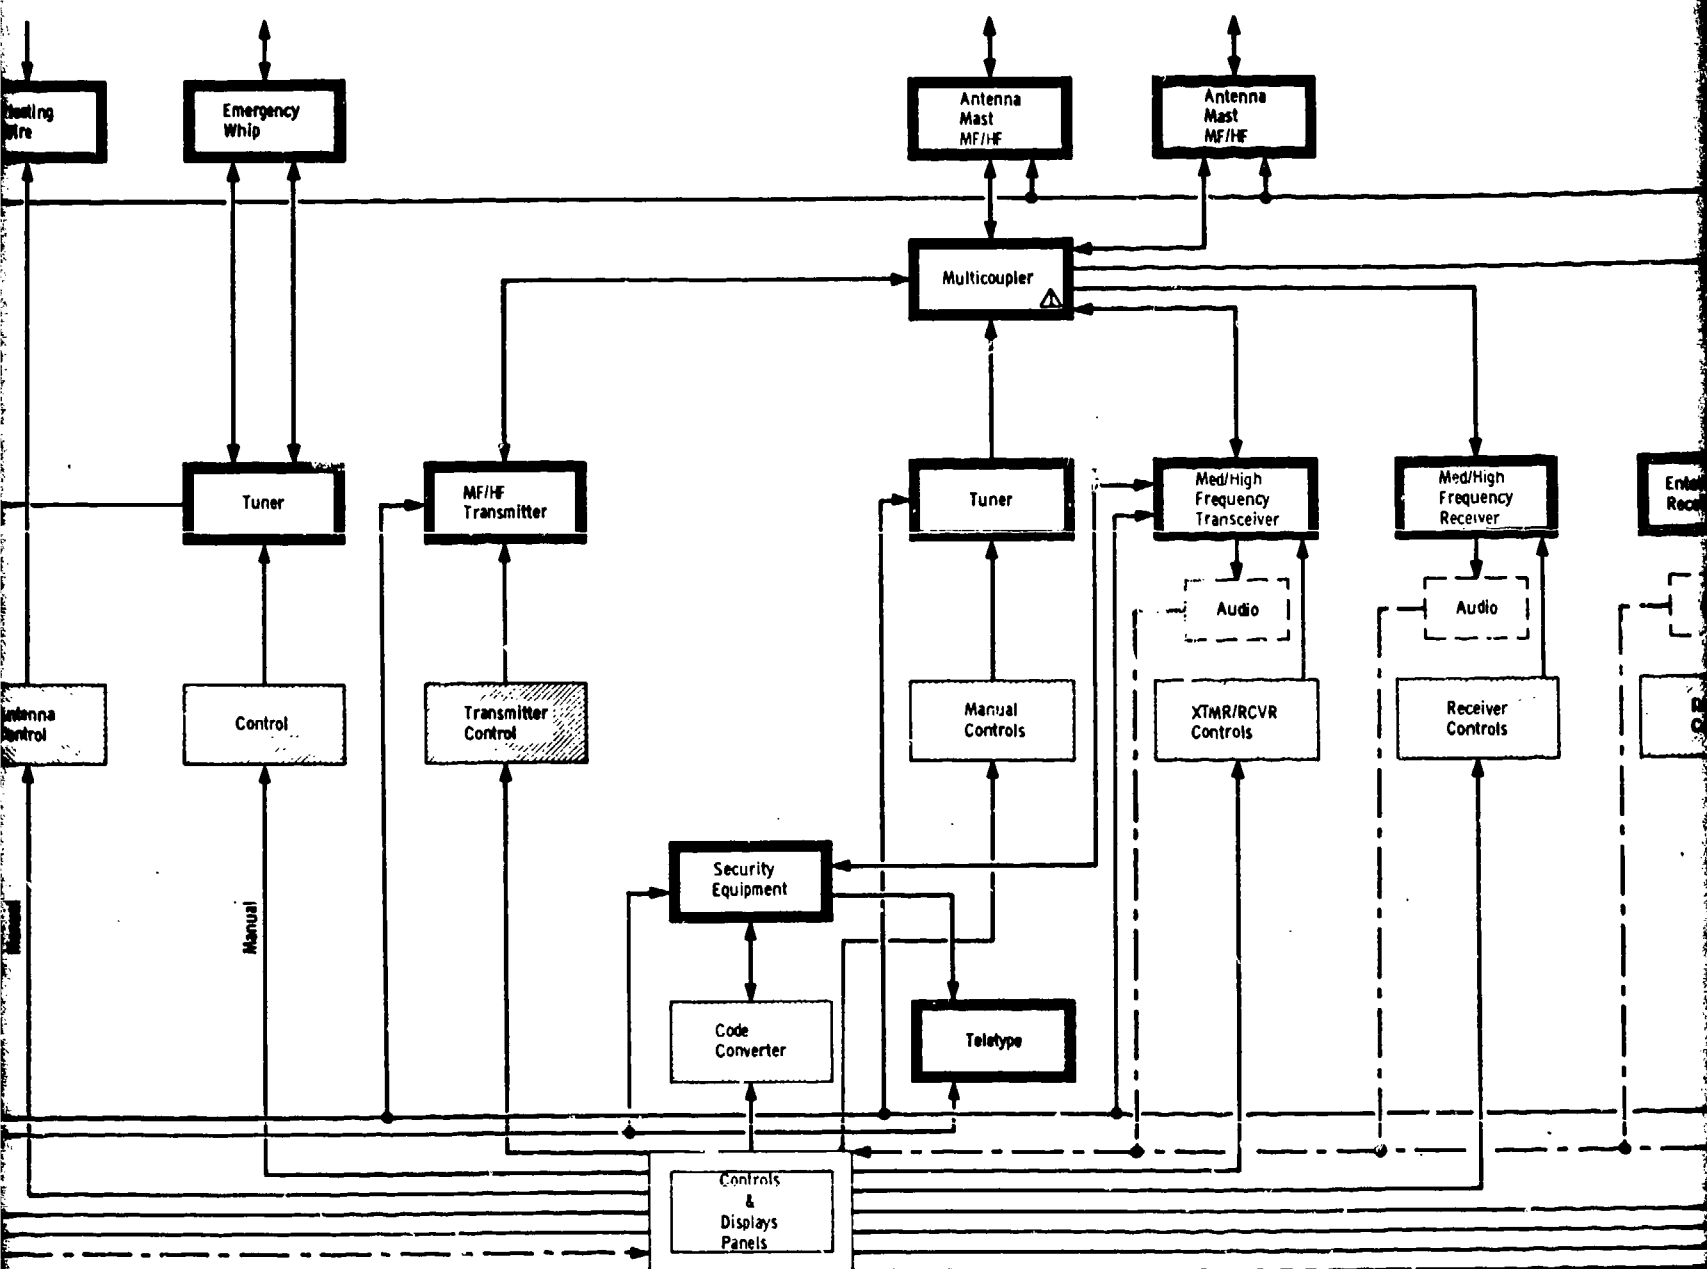 Emergency
Whip
Antenna
Mast
MF/HF
Antenna
Mast
MF/HF
Multicoupler
Tuner
MF/HF
Transmitter
Tuner
Med/High
Frequency
Transceiver
Med/High
Frequency
Receiver
Audio
Audio
Control
Transmitter
Control
Manual
Controls
XTMR/RCVR
Controls
Receiver
Controls
Manual
Manual
Security
Equipment
Code
Converter
Teletype
Controls
&
Displays
Panels